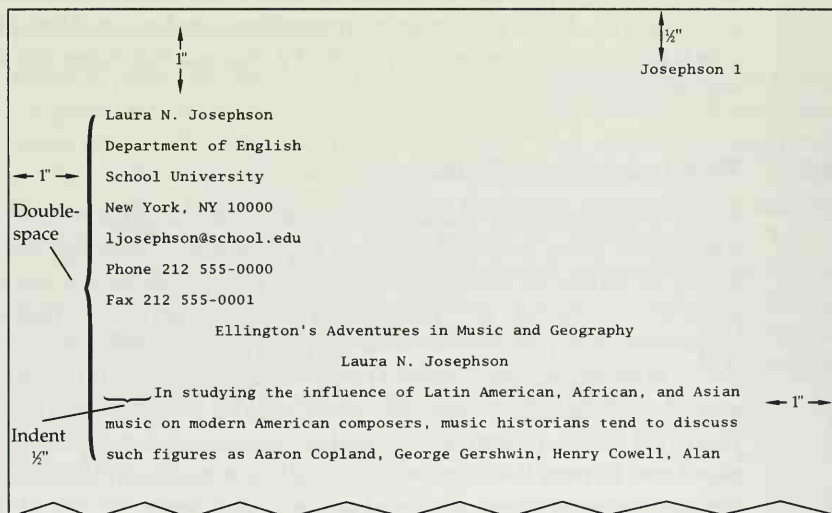 1"
½"
Josephson 1
Laura N. Josephson
Department of English
1"
School University
Double-
space
New York, NY 10000
ljosephson@school.edu
Phone 212 555-0000
Fax 212 555-0001
Ellington's Adventures in Music and Geography
Laura N. Josephson
In studying the influence of Latin American, African, and Asian
1"
music on modern American composers, music historians tend to discuss
Indent
½"
such figures as Aaron Copland, George Gershwin, Henry Cowell, Alan